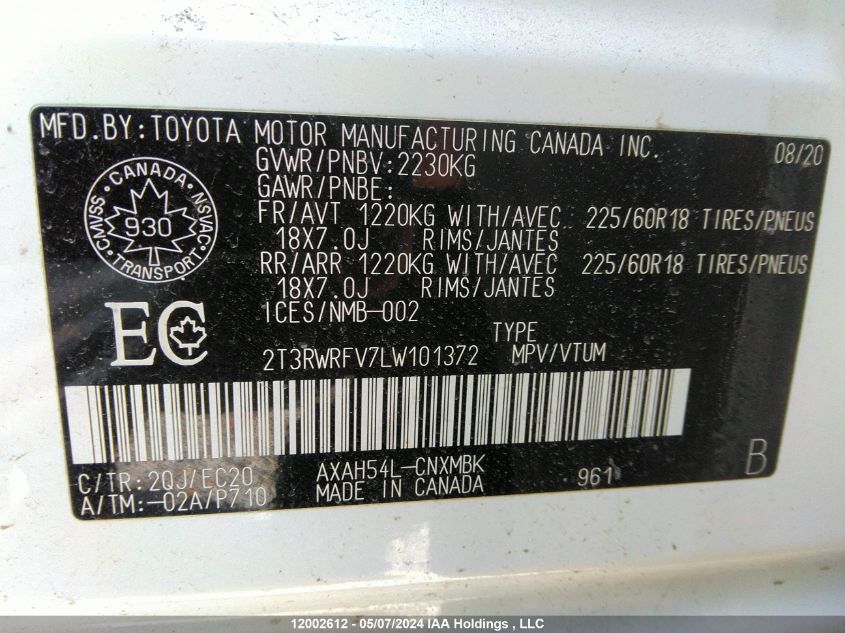 MFD.BY:TOYOTA MOTOR MANUFACTURING CANADA INC. 08/20
GVWR/PNBV:2230KG
GAWR/PNBE:
FR/AVT 1220KG WITH/AVEC 225/60R18 TIRES/PNEUS
18X7.0J RIMS/JANTES
RR/ARR 1220KG WITH/AVEC 225/60R18 TIRES/PNEUS
18X7.0J RIMS/JANTES
ICES/NMB-002
CANADA
CMVSS 930 NSVAC
TRANSPORT
EC
TYPE
2T3RWRFV7LW101372 MPV/VTUM
C/TR:2QJ/EC20 AXAH54L-CNXMBK
A/TM:-02A/P710 MADE IN CANADA 961 B
12002612 - 05/07/2024 IAA Holdings , LLC